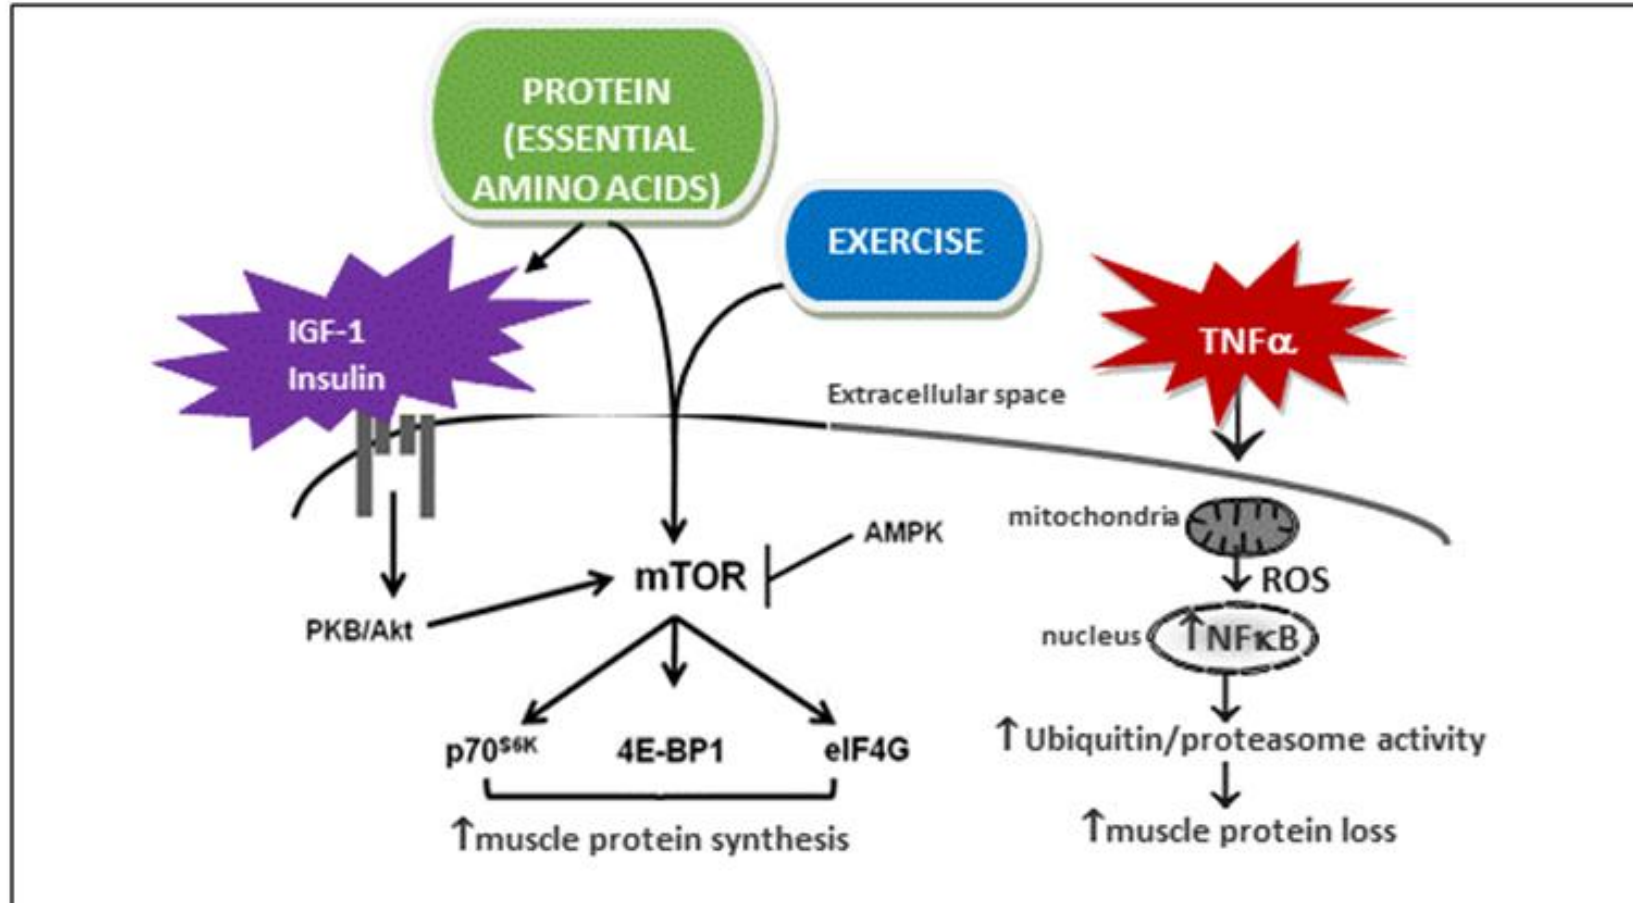 PROTEIN
(ESSENTIAL
AMINO ACIDS)
EXERCISE
IGF-1
Insulin
TNFα
Extracellular space
mitochondria
AMPK
mTOR
ROS
PKB/Akt
nucleus
↑NFκB
p70S6K
4E-BP1
eIF4G
↑Ubiquitin/proteasome activity
↑muscle protein synthesis
↑muscle protein loss